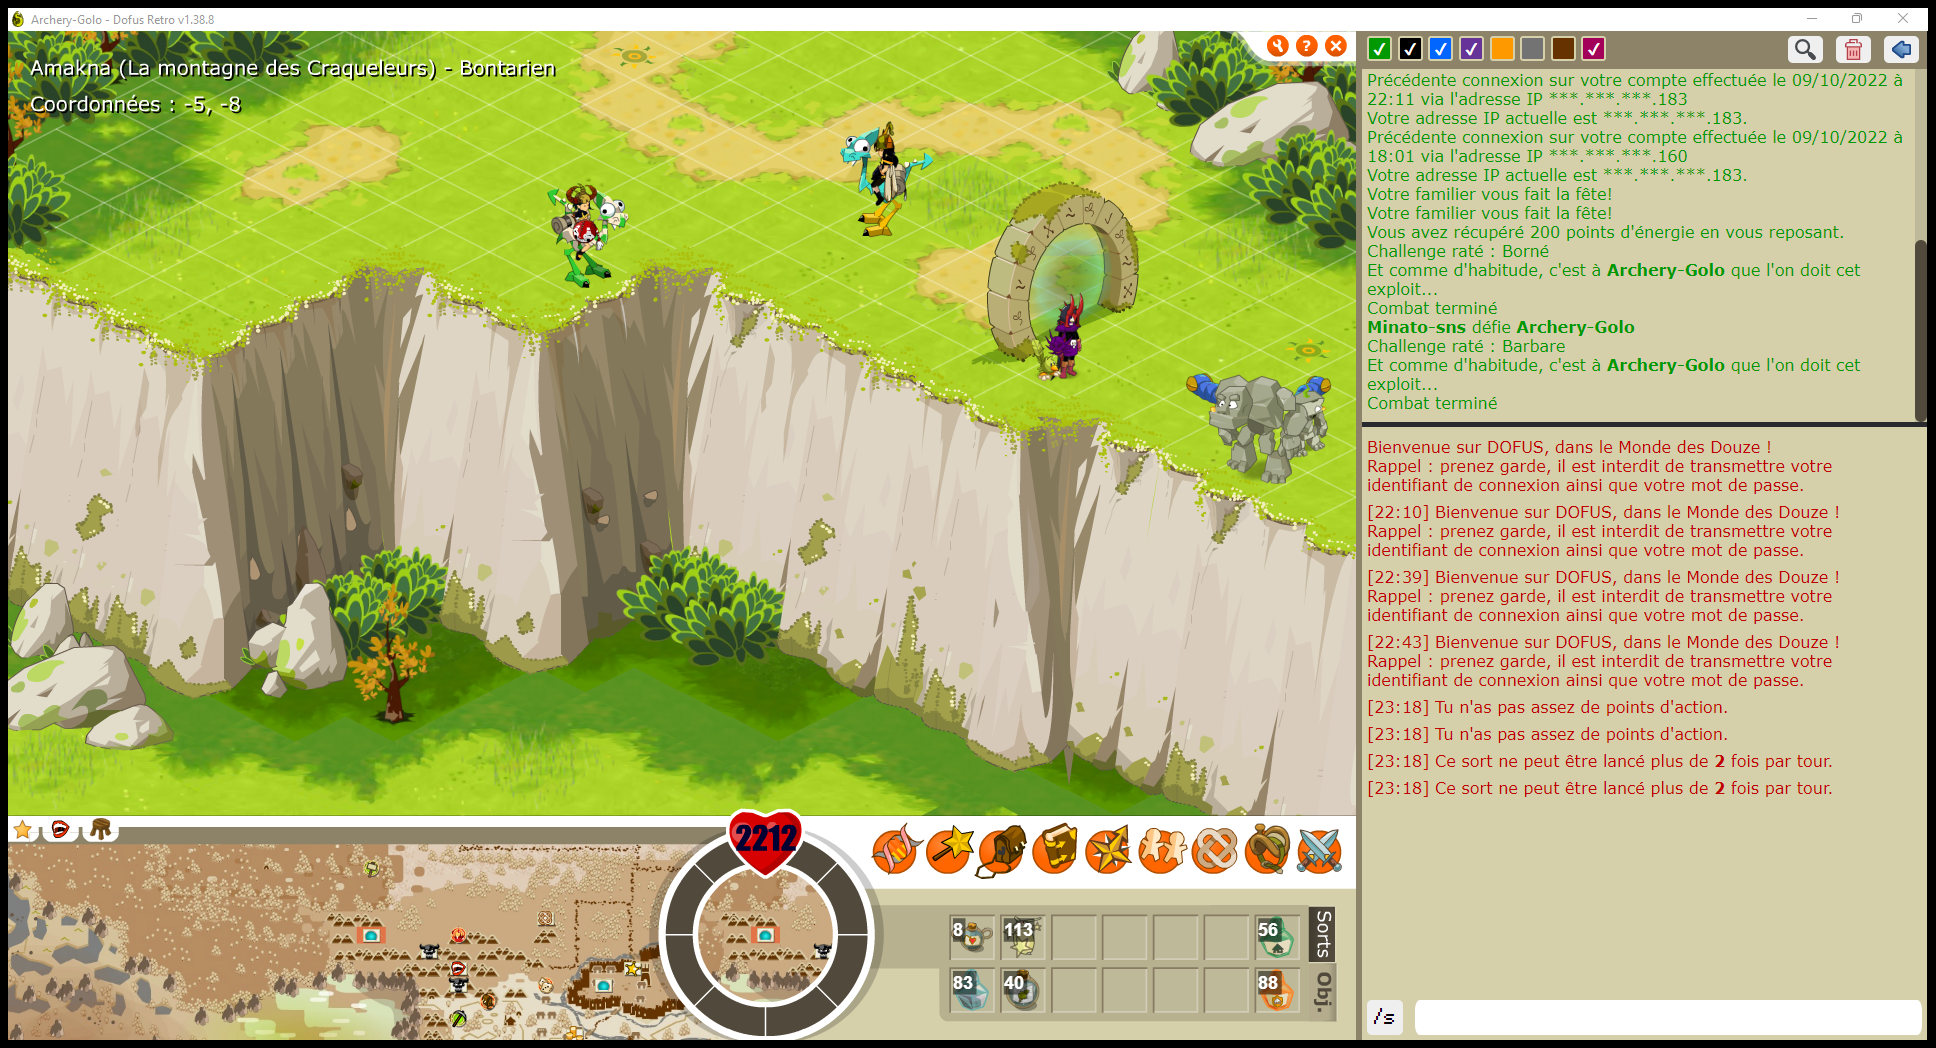 Archery-Golo - Dofus Retro v1.38.8
Amakna (La montagne des Craqueleurs) - Bontarien
Coordonnées : -5, -8
Précédente connexion sur votre compte effectuée le 09/10/2022 à
22:11 via l'adresse IP ***.***.***.183
Votre adresse IP actuelle est ***.***.***.183.
Précédente connexion sur votre compte effectuée le 09/10/2022 à
18:01 via l'adresse IP ***.***.***.160
Votre adresse IP actuelle est ***.***.***.183.
Votre familier vous fait la fête!
Votre familier vous fait la fête!
Vous avez récupéré 200 points d'énergie en vous reposant.
Challenge raté : Borné
Et comme d'habitude, c'est à Archery-Golo que l'on doit cet
exploit...
Combat terminé
Minato-sns défie Archery-Golo
Challenge raté : Barbare
Et comme d'habitude, c'est à Archery-Golo que l'on doit cet
exploit...
Combat terminé
Bienvenue sur DOFUS, dans le Monde des Douze !
Rappel : prenez garde, il est interdit de transmettre votre
identifiant de connexion ainsi que votre mot de passe.
[22:10] Bienvenue sur DOFUS, dans le Monde des Douze !
Rappel : prenez garde, il est interdit de transmettre votre
identifiant de connexion ainsi que votre mot de passe.
[22:39] Bienvenue sur DOFUS, dans le Monde des Douze !
Rappel : prenez garde, il est interdit de transmettre votre
identifiant de connexion ainsi que votre mot de passe.
[22:43] Bienvenue sur DOFUS, dans le Monde des Douze !
Rappel : prenez garde, il est interdit de transmettre votre
identifiant de connexion ainsi que votre mot de passe.
[23:18] Tu n'as pas assez de points d'action.
[23:18] Tu n'as pas assez de points d'action.
[23:18] Ce sort ne peut être lancé plus de 2 fois par tour.
[23:18] Ce sort ne peut être lancé plus de 2 fois par tour.
2212
8 113 56
83 40 88
Sorts
Obj.
/s